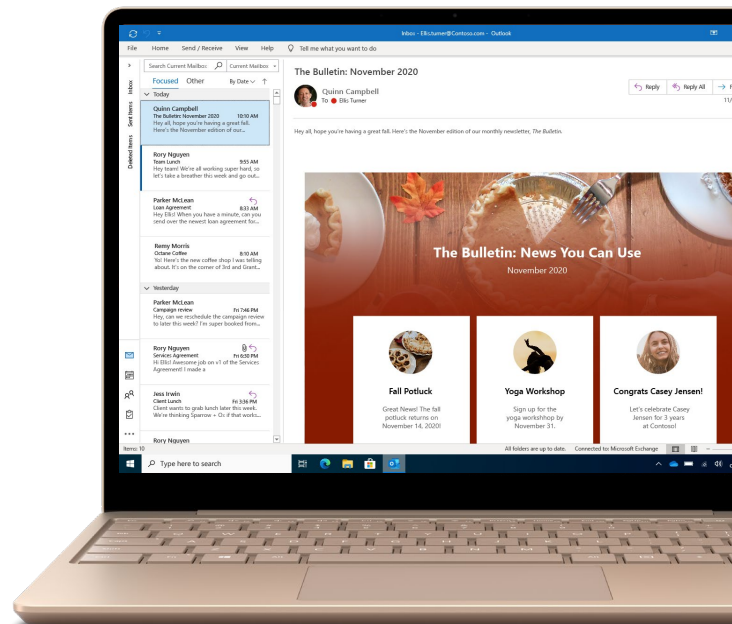 Inbox - Ellis.turner@Contoso.com - Outlook
File Home Send / Receive View Help Tell me what you want to do
Search Current Mailbox Current Mailbox
Focused Other By Date
Inbox
Sent Items
Deleted Items
Today
Quinn Campbell
The Bulletin: November 2020 10:10 AM
Hey all, hope you're having a great fall.
Here's the November edition of our...
Rory Nguyen
Team Lunch 9:55 AM
Hey team! We're all working super hard, so
let's take a breather this week and go out...
Parker McLean
Loan Agreement 8:33 AM
Hey Ellis! When you have a minute, can you
send over the newest loan agreement for...
Remy Morris
Octane Coffee 8:10 AM
Yo! Here's the new coffee shop I was telling
about. It's on the corner of 3rd and Grant...
Yesterday
Parker McLean
Campaign review Fri 7:46 PM
Hey, can we reschedule the campaign review
to later this week? I'm super booked from...
Rory Nguyen
Services Agreement Fri 6:50 PM
Hi Ellis! Awesome job on v1 of the Services
Agreement! I made a
Jess Irwin
Client Lunch Fri 3:36 PM
Client wants to grab lunch later this week.
We're thinking Sparrow + Os if that works...
Rory Nguyen
The Bulletin: November 2020
Quinn Campbell
To Ellis Turner
Reply Reply All
11/
Hey all, hope you're having a great fall. Here's the November edition of our monthly newsletter, The Bulletin.
The Bulletin: News You Can Use
November 2020
Fall Potluck
Great News! The fall
potluck returns on
November 14, 2020!
Yoga Workshop
Sign up for the
yoga workshhop by
November 31.
Congrats Casey Jensen!
Let's celebrate Casey
Jensen for 3 years
at Contoso!
Items: 10 All folders are up to date. Connected to: Microsoft Exchange
Type here to search